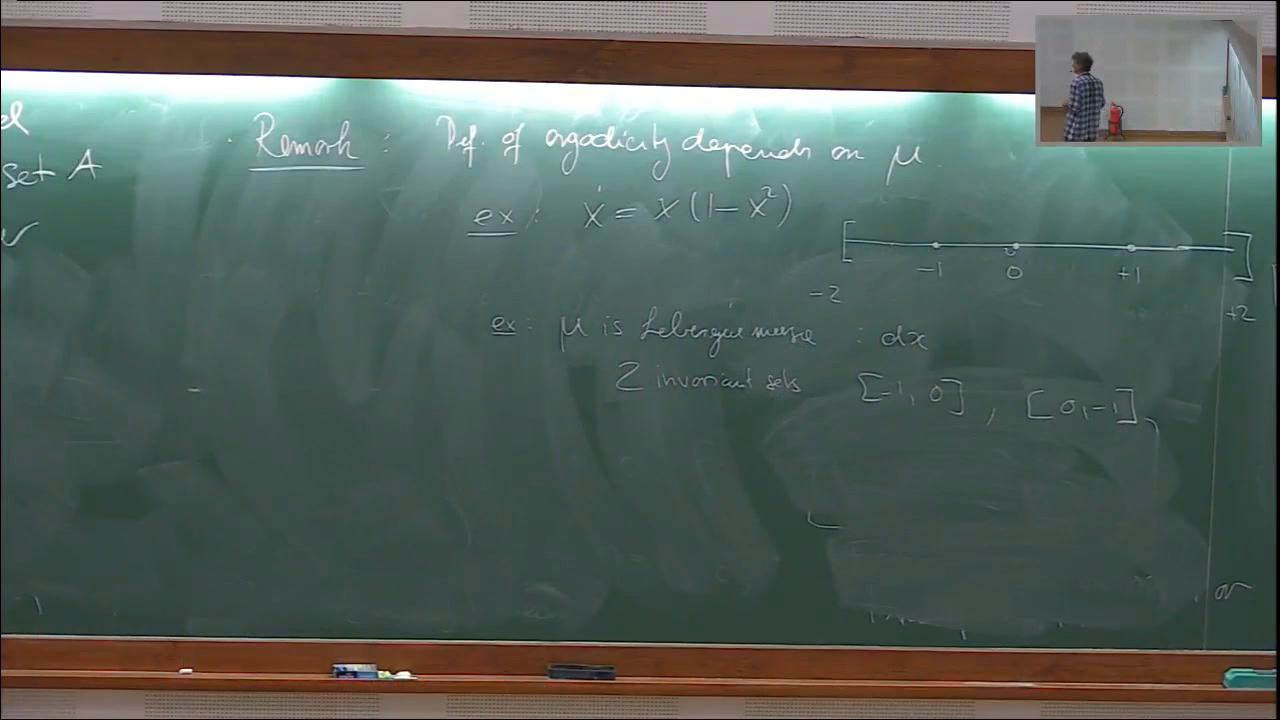 set A
Remark : Def. of ergodicity depends on μ
ex : ẋ = x(1-x²)
-2 -1 0 +1 +2
ex : μ is Lebesgue measure : dx
2 invariant sets [-1, 0] , [0,-1]
or